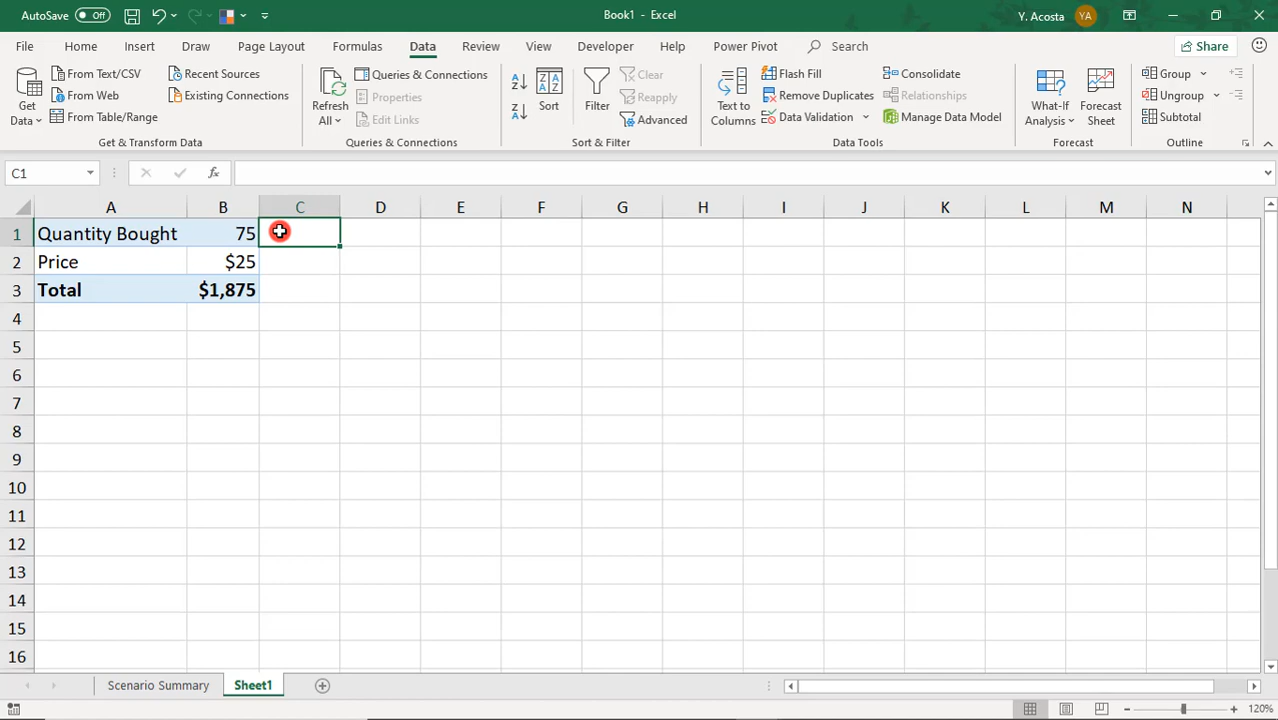 AutoSave Off Book1 - Excel Y. Acosta YA
File Home Insert Draw Page Layout Formulas Data Review View Developer Help Power Pivot Search Share
Get Data From Text/CSV Recent Sources Refresh All Queries & Connections Sort Filter Clear Text to Columns Flash Fill Consolidate What-If Analysis Forecast Sheet Group
From Web Existing Connections Properties Reapply Remove Duplicates Relationships Ungroup
From Table/Range Edit Links Advanced Data Validation Manage Data Model Subtotal
Get & Transform Data Queries & Connections Sort & Filter Data Tools Forecast Outline
C1 fx
A B C D E F G H I J K L M N
1 Quantity Bought 75
2 Price $25
3 Total $1,875
4
5
6
7
8
9
10
11
12
13
14
15
16
Scenario Summary Sheet1
120%